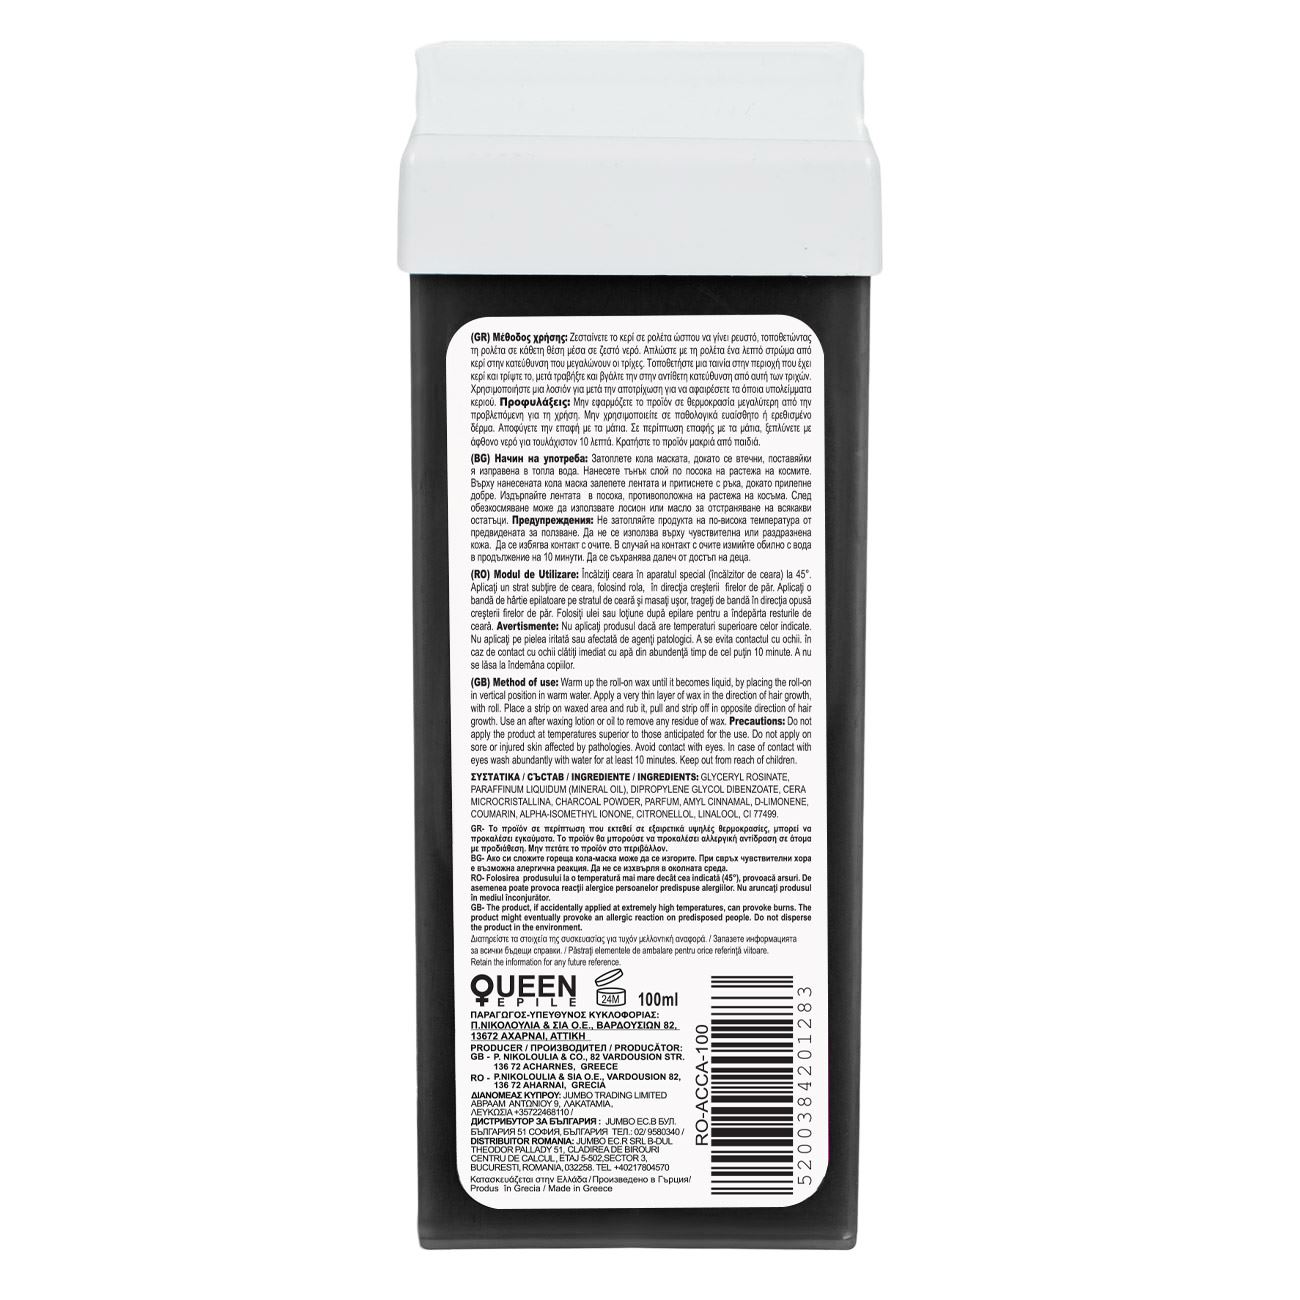 (GR) Μέθοδος χρήσης: Ζεσταίνετε το κερί σε ρολέτα ώσπου να γίνει ρευστό, τοποθετώντας
τη ρολέτα σε κάθετη θέση μέσα σε ζεστό νερό. Απλώστε με τη ρολέτα ένα λεπτό στρώμα από
κερί στην κατεύθυνση που μεγαλώνουν οι τρίχες. Τοποθετήστε μια ταινία στην περιοχή που έχει
κερί και τρίψτε το, μετά τραβήξτε και βγάλτε την στην αντίθετη κατεύθυνση από αυτή των τριχών.
Χρησιμοποιήστε μια λοσιόν για μετά την αποτρίχωση για να αφαιρέσετε τα όποια υπολείμματα
κεριού. Προφυλάξεις: Μην εφαρμόζετε το προϊόν σε θερμοκρασία μεγαλύτερη από την
προβλεπόμενη για τη χρήση. Μην χρησιμοποιείτε σε παθολογικά ευαίσθητο ή ερεθισμένο
δέρμα. Αποφύγετε την επαφή με τα μάτια. Σε περίπτωση επαφής με τα μάτια, ξεπλύνετε με
άφθονο νερό για τουλάχιστον 10 λεπτά. Κρατήστε το προϊόν μακριά από παιδιά.
(BG) Начин на употреба: Затоплете кола маската, докато се втечни, поставяйки
я изправена в топла вода. Нанесете тънък слой по посока на растежа на космите.
Върху нанесената кола маска залепете лентата и притиснете с ръка, докато прилепне
добре. Издърпайте лентата в посока, противоположна на растежа на косъма. След
обезкосмяване може да използвате лосион или масло за отстраняване на всякакви
остатъци. Предупреждения: Не затопляйте продукта на по-висока температура от
предвидената за ползване. Да не се използва върху чувствителна или раздразнена
кожа. Да се избягва контакт с очите. В случай на контакт с очите измийте обилно с вода
в продължение на 10 минути. Да се съхранява далеч от достъп на деца.
(RO) Modul de Utilizare: Încălziți ceara în aparatul special (încălzitor de ceara) la 45°.
Aplicați un strat subțire de ceara, folosind rola, în direcția creșterii firelor de păr. Aplicați o
bandă de hârtie epilatoare pe stratul de ceară și masați ușor, trageți de bandă în direcția opusă
creșterii firelor de păr. Folosiți ulei sau loțiune după epilare pentru a îndepărta resturile de
ceară. Avertismente: Nu aplicați produsul dacă are temperaturi superioare celor indicate.
Nu aplicați pe pielea iritată sau afectată de agenți patologici. A se evita contactul cu ochii. în
caz de contact cu ochii clătiți imediat cu apă din abundență timp de cel puțin 10 minute. A nu
se lăsa la îndemâna copiilor.
(GB) Method of use: Warm up the roll-on wax until it becomes liquid, by placing the roll-on
in vertical position in warm water. Apply a very thin layer of wax in the direction of hair growth,
with roll. Place a strip on waxed area and rub it, pull and strip off in opposite direction of hair
growth. Use an after waxing lotion or oil to remove any residue of wax. Precautions: Do not
apply the product at temperatures superior to those anticipated for the use. Do not apply on
sore or injured skin affected by pathologies. Avoid contact with eyes. In case of contact with
eyes wash abundantly with water for at least 10 minutes. Keep out from reach of children.
ΣΥΣΤΑΤΙΚΑ / СЪСТАВ / INGREDIENTE / INGREDIENTS: GLYCERYL ROSINATE,
PARAFFINUM LIQUIDUM (MINERAL OIL), DIPROPYLENE GLYCOL DIBENZOATE, CERA
MICROCRISTALLINA, CHARCOAL POWDER, PARFUM, AMYL CINNAMAL, D-LIMONENE,
COUMARIN, ALPHA-ISOMETHYL IONONE, CITRONELLOL, LINALOOL, CI 77499.
GR- Το προϊόν σε περίπτωση που εκτεθεί σε εξαιρετικά υψηλές θερμοκρασίες, μπορεί να
προκαλέσει εγκαύματα. Το προϊόν θα μπορούσε να προκαλέσει αλλεργική αντίδραση σε άτομα
με προδιάθεση. Μην πετάτε το προϊόν στο περιβάλλον.
BG- Ако си сложите гореща кола-маска може да се изгорите. При свръх чувствителни хора
е възможна алергична реакция. Да не се изхвърля в околната среда.
RO- Folosirea produsului la o temperatură mai mare decât cea indicată (45°), provoacă arsuri. De
asemenea poate provoca reacții alergice persoanelor predispuse alergiilor. Nu aruncați produsul
în mediul înconjurător.
GB- The product, if accidentally applied at extremely high temperatures, can provoke burns. The
product might eventually provoke an allergic reaction on predisposed people. Do not disperse
the product in the environment.
Διατηρείστε τα στοιχεία της συσκευασίας για τυχόν μελλοντική αναφορά. / Запазете информацията
за всички бъдещи справки. / Păstrați elementele de ambalare pentru orice referință viitoare.
Retain the information for any future reference.
QUEEN
EPILE
24M
100ml
ΠΑΡΑΓΩΓΟΣ-ΥΠΕΥΘΥΝΟΣ ΚΥΚΛΟΦΟΡΙΑΣ:
Π.ΝΙΚΟΛΟΥΛΙΑ & ΣΙΑ Ο.Ε., ΒΑΡΔΟΥΣΙΩΝ 82,
13672 ΑΧΑΡΝΑΙ, ΑΤΤΙΚΗ
PRODUCER / ПРОИЗВОДИТЕЛ / PRODUCĂTOR:
GB - P. NIKOLOULIA & CO., 82 VARDOUSION STR.
136 72 ACHARNES, GREECE
RO - P.NIKOLOULIA & SIA O.E., VARDOUSION 82,
136 72 AHARNAI, GRECIA
ΔΙΑΝΟΜΕΑΣ ΚΥΠΡΟΥ: JUMBO TRADING LIMITED
ΑΒΡΑΑΜ ΑΝΤΩΝΙΟΥ 9, ΛΑΚΑΤΑΜΙΑ,
ΛΕΥΚΩΣΙΑ +35722468110 /
ДИСТРИБУТОР ЗА БЪЛГАРИЯ : JUMBO EC.B БУЛ.
БЪЛГАРИЯ 51 СОФИЯ, БЪЛГАРИЯ ТЕЛ.: 02/ 9580340 /
DISTRIBUITOR ROMANIA: JUMBO EC.R SRL B-DUL
THEODOR PALLADY 51, CLADIREA DE BIROURI
CENTRU DE CALCUL, ETAJ 5-502,SECTOR 3,
BUCURESTI, ROMANIA,032258. TEL +40217804570
Κατασκευάζεται στην Ελλάδα / Произведено в Гърция/
Produs în Grecia / Made in Greece
RO-ACCA-100
5200384201283